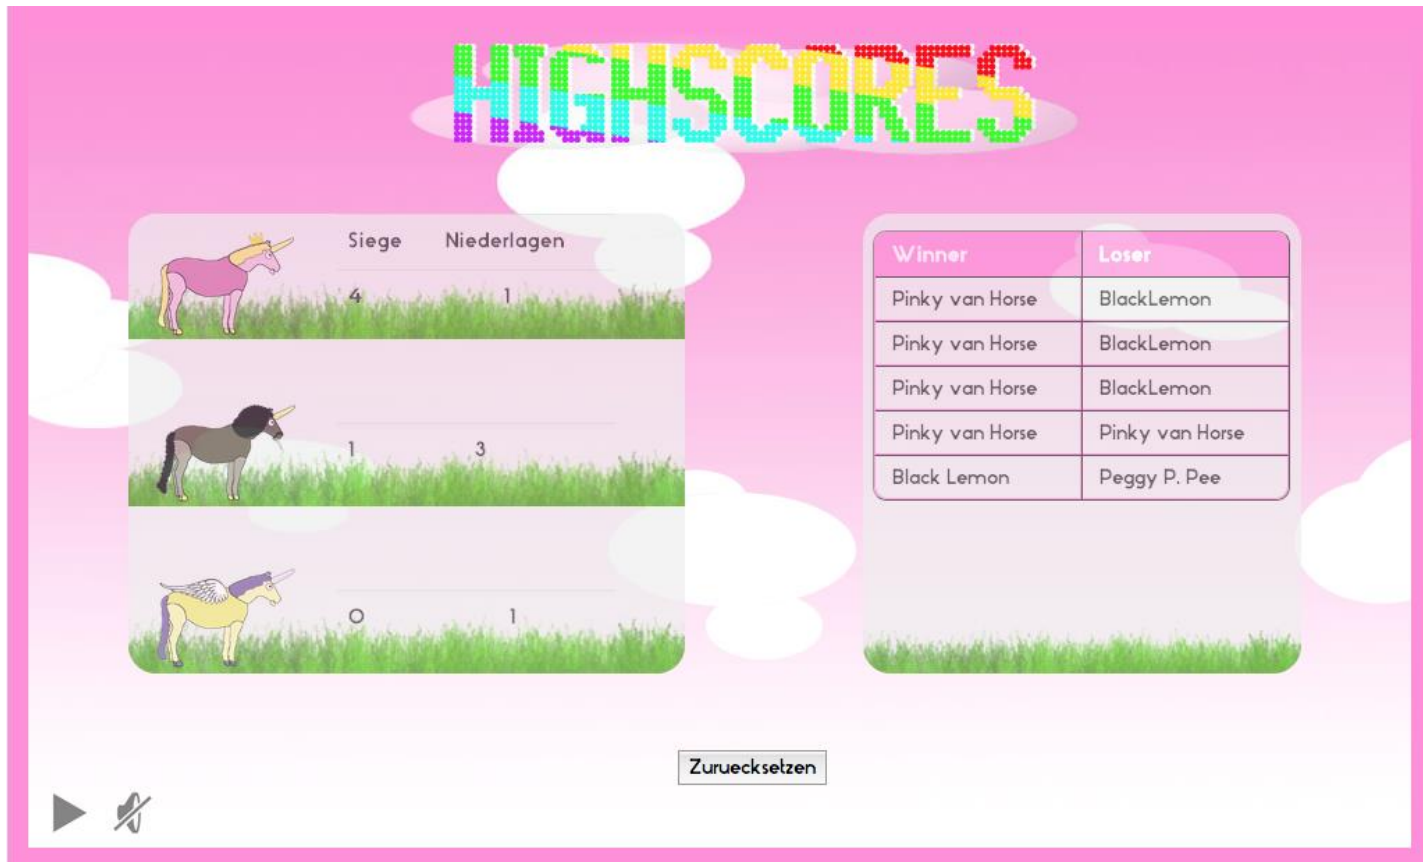 HIGHSCORES
Siege Niederlagen
4 1
1 3
0 1
Winner Loser
Pinky van Horse BlackLemon
Pinky van Horse BlackLemon
Pinky van Horse BlackLemon
Pinky van Horse Pinky van Horse
Black Lemon Peggy P. Pee
Zuruecksetzen